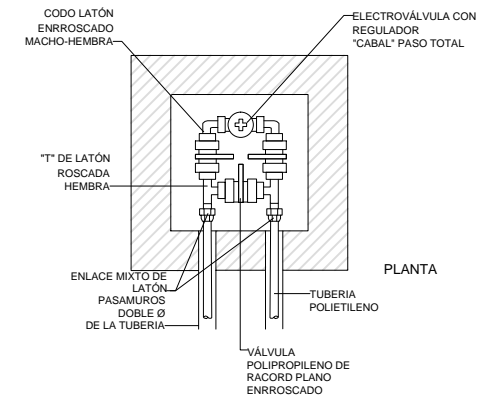 CODO LATÓN
ENRROSCADO
MACHO-HEMBRA
ELECTROVÁLVULA CON
REGULADOR
"CABAL" PASO TOTAL
"T" DE LATÓN
ROSCADA
HEMBRA
ENLACE MIXTO DE
LATÓN
PASAMUROS
DOBLE Ø
DE LA TUBERIA
PLANTA
TUBERIA
POLIETILENO
VÁLVULA
POLIPROPILENO DE
RACORD PLANO
ENRROSCADO